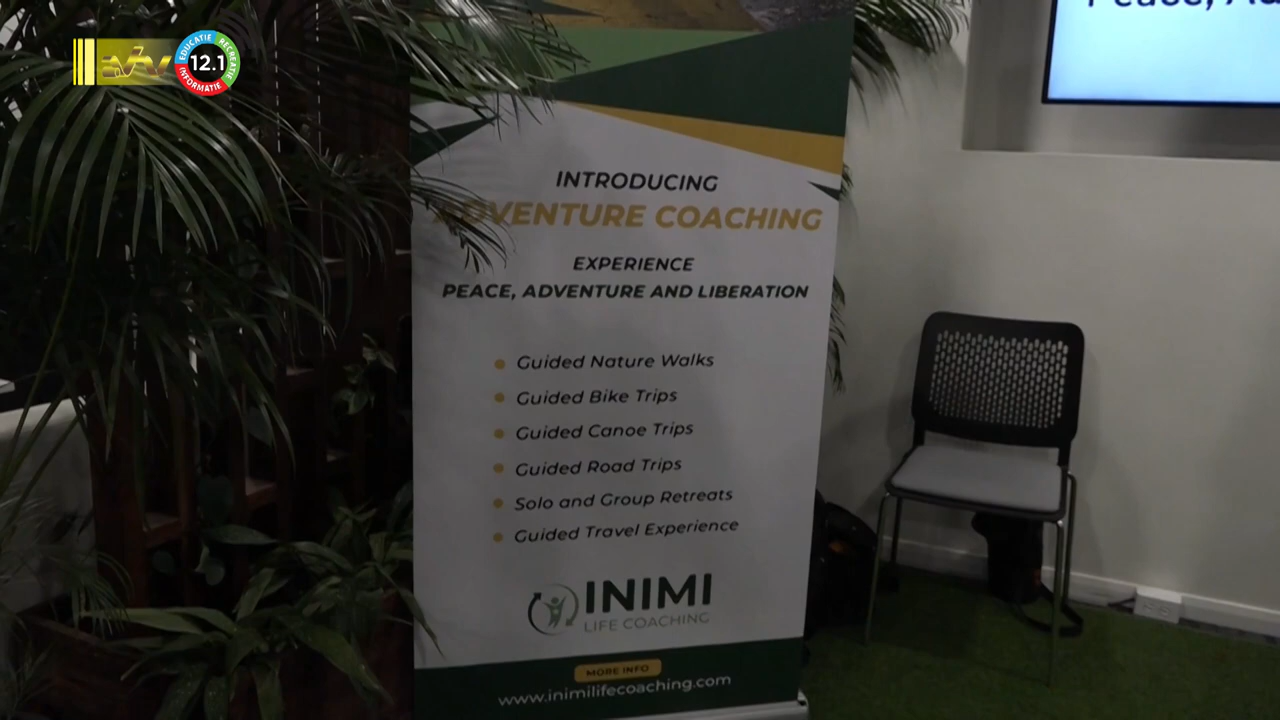 EDUCATIE
RECREATIE
INFORMATIE
12.1
INTRODUCING
ADVENTURE COACHING
EXPERIENCE
PEACE, ADVENTURE AND LIBERATION
Guided Nature Walks
Guided Bike Trips
Guided Canoe Trips
Guided Road Trips
Solo and Group Retreats
Guided Travel Experience
INIMI
LIFE COACHING
MORE INFO
www.inimilifecoaching.com
Peace,